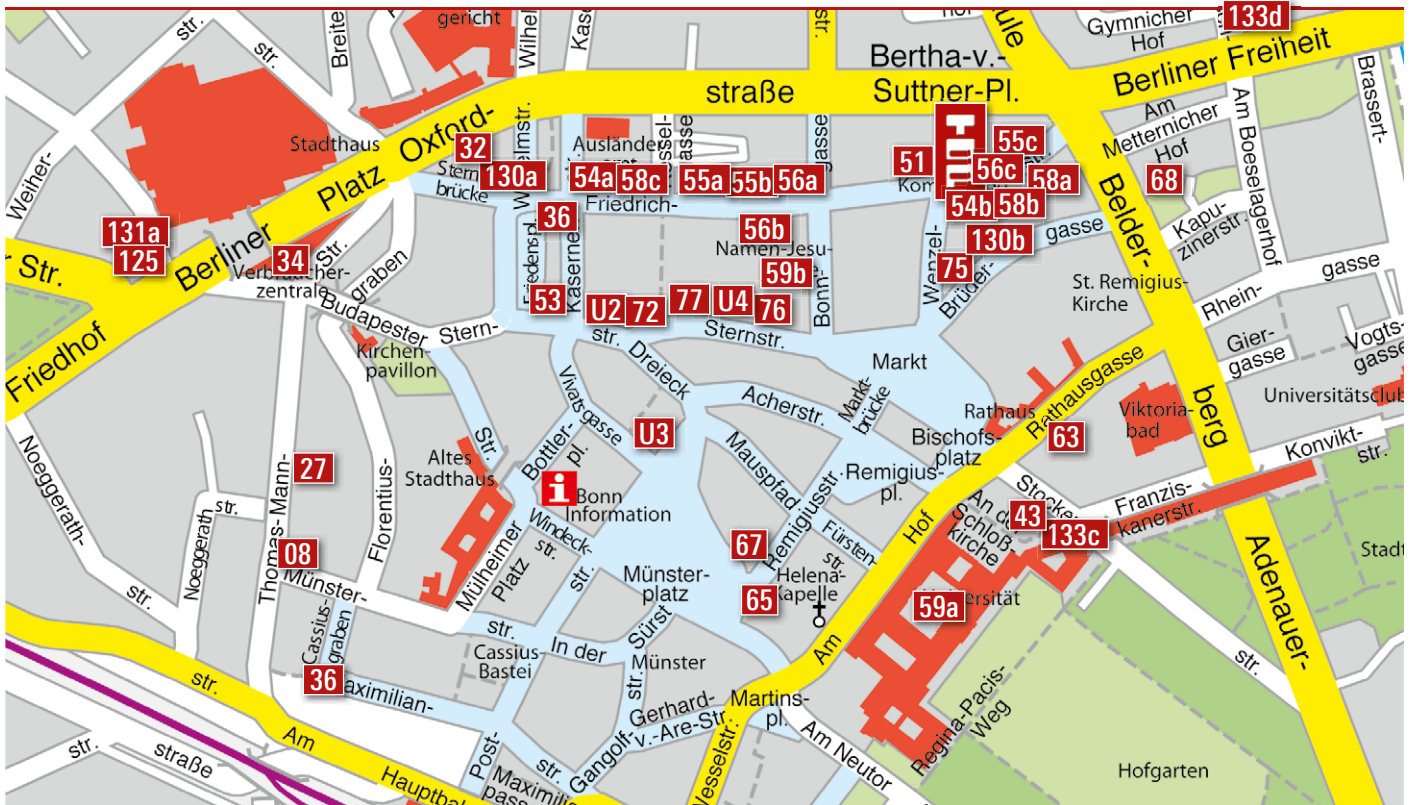 gericht
133d
Gymnicher
Hof
Berliner Freiheit
str.
str.
Breite
Wilhel
Kase
str.
Bertha-v.-
Suttner-Pl.
straße
Am
Metternicher
Hof
Am Boeselagerhof
Brassert-
Stadthaus
Oxford-
Platz
Berliner
32
Stern-
brücke
130a
Ausländer-
54a
58c
55a
55b
56a
gasse
51
55c
56c
58a
54b
58b
68
Weiher-
36
Friedrich-
56b
Namen-Jesu-
130b
gasse
Kapu-
zinerstr.
131a
125
34
Str.
Verbraucher-
zentrale
graben
Friedenspl.
Kaserne
59b
Bonn-
Wenzel-
75
Brüder-
St. Remigius-
Kirche
Belder-
berg
gasse
Rhein-
r Str.
53
U2
72
77
U4
76
Budapester
Stern-
str.
Sternstr.
Dreieck
Markt
Gier-
gasse
Vogts-
gasse
Friedhof
Kirchen-
pavillon
Vivatsgasse
Acherstr.
Markt-
brücke
Rathaus
Rathausgasse
Viktoria-
bad
Universitätsclub
U3
Bischofs-
platz
63
Konvikt-
str.
Noeggerath-
str.
27
Altes
Stadthaus
Str.
Bottler-
pl.
Mauspfad
Remigius-
pl.
Remigiusstr.
Bonn
Information
Noeggerath
str.
Thomas-Mann-
Florentius-
Windeck-
str.
Fürsten-
str.
Hof
Am
Franzis-
kanerstr.
43
133c
Schloß-
kirche
08
Münster-
Mülheimer
Platz
67
Münster-
platz
Helena-
Kapelle
65
59a
Stadt
Adenauer-
Cassius-
graben
str.
In der
Sürst
Cassius-
Bastei
Münster
36
str.
Gerhard-
v.-Are-Str.
Martins-
pl.
Regina-Pacis-
Weg
str.
str.
Am
Post-
str.
Gangolf-
str.
Am Neutor
Hofgarten
straße